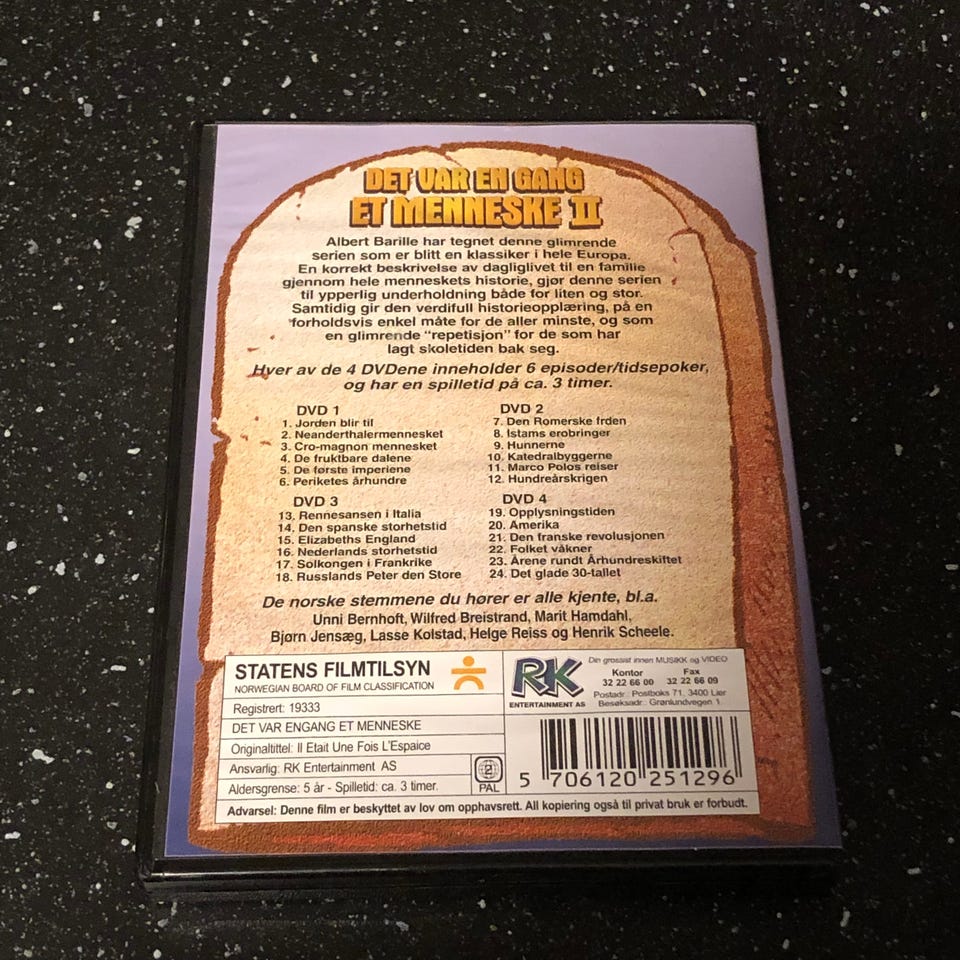 DET VAR EN GANG
ET MENNESKE II
Albert Barille har tegnet denne glimrende
serien som er blitt en klassiker i hele Europa.
En korrekt beskrivelse av dagliglivet til en familie
gjennom hele menneskets historie, gjør denne serien
til ypperlig underholdning både for liten og stor.
Samtidig gir den verdifull historieopplæring, på en
forholdsvis enkel måte for de aller minste, og som
en glimrende "repetisjon" for de som har
lagt skoletiden bak seg.
Hver av de 4 DVDene inneholder 6 episoder/tidsepoker,
og har en spilletid på ca. 3 timer.
DVD 1
1. Jorden blir til
2. Neanderthalermennesket
3. Cro-magnon mennesket
4. De fruktbare dalene
5. De første imperiene
6. Perikletes århundre
DVD 2
7. Den Romerske frden
8. Istams erobringer
9. Hunnerne
10. Katedralbyggerne
11. Marco Polos reiser
12. Hundreårskrigen
DVD 3
13. Rennesansen i Italia
14. Den spanske storhetstid
15. Elizabeths England
16. Nederlands storhetstid
17. Solkongen i Frankrike
18. Russlands Peter den Store
DVD 4
19. Opplysningstiden
20. Amerika
21. Den franske revolusjonen
22. Folket våkner
23. Årene rundt Århundreskiftet
24. Det glade 30-tallet
De norske stemmene du hører er alle kjente, bl.a.
Unni Bernhoft, Wilfred Breistrand, Marit Hamdahl,
Bjørn Jensæg, Lasse Kolstad, Helge Reiss og Henrik Scheele.
STATENS FILMTILSYN
NORWEGIAN BOARD OF FILM CLASSIFICATION
Registrert: 19333
DET VAR ENGANG ET MENNESKE
Originaltittel: Il Etait Une Fois L'Espaice
Ansvarlig: RK Entertainment AS
Aldersgrense: 5 år - Spilletid: ca. 3 timer.
2
PAL
RK
ENTERTAINMENT AS
Din grossist innen MUSIKK og VIDEO
Kontor Fax
32 22 66 00 32 22 66 09
Postadr.: Postboks 71, 3400 Lier
Besøksadr.: Grønlundvegen 1
5 706120 251296
Advarsel: Denne film er beskyttet av lov om opphavsrett. All kopiering også til privat bruk er forbudt.